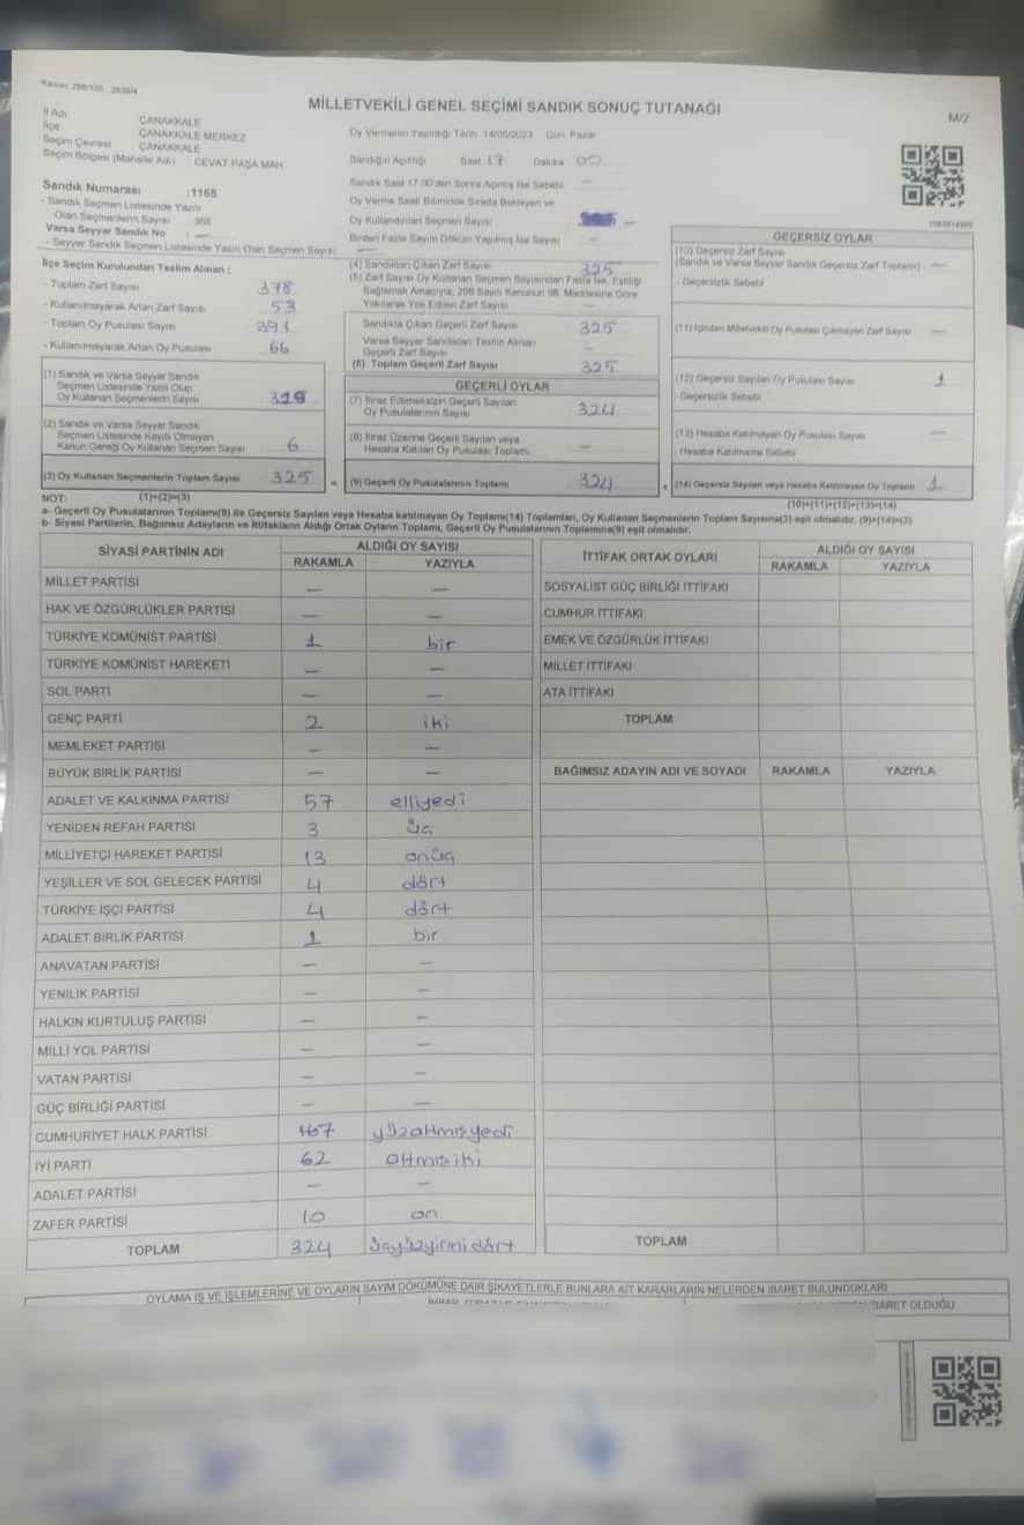 MİLLETVEKİLİ GENEL SEÇİMİ SANDIK SONUÇ TUTANAĞI
M/2
İl Adı ÇANAKKALE
İlçe ÇANAKKALE MERKEZ
Seçim Çevresi ÇANAKKALE
Seçim Bölgesi (Mahalle Adı) CEVAT PAŞA MAH.
Sandık Numarası :1168
- Sandık Seçmen Listesinde Yazılı
Olan Seçmenlerin Sayısı
Varsa Seyyar Sandık No : —
- Seyyar Sandık Seçmen Listesinde Yazılı Olan Seçmen Sayısı —
İlçe Seçim Kurulundan Teslim Alınan :
- Toplam Zarf Sayısı 378
- Kullanılmayarak Artan Zarf Sayısı 53
- Toplam Oy Pusulası Sayısı 391
- Kullanılmayarak Artan Oy Pusulası 66
(1) Sandık ve Varsa Seyyar Sandık
Seçmen Listesinde Yazılı Olup
Oy Kullanan Seçmenlerin Sayısı 319
(2) Sandık ve Varsa Seyyar Sandık
Seçmen Listesinde Kayıtlı Olmayan
Kanun Gereği Oy Kullanan Seçmen Sayısı 6
(3) Oy Kullanan Seçmenlerin Toplam Sayısı 325 =
Oy Vermenin Yapıldığı Tarih :14/05/2023 Gün: Pazar
Sandığın Açıldığı Saat 17 Dakika 00
Sandık Saat 17.00'den Sonra Açılmış İse Sebebi —
Oy Verme Saati Bitiminde Sırada Bekleyen ve
Oy Kullandırılan Seçmen Sayısı —
Birden Fazla Sayım Döküm Yapılmış İse Sayısı —
(4) Sandıktan Çıkan Zarf Sayısı 325
(5) Zarf Sayısı Oy Kullanan Seçmen Sayısından Fazla İse, Eşitliği
Sağlamak Amacıyla, 298 Sayılı Kanunun 98. Maddesine Göre
Yakılarak Yok Edilen Zarf Sayısı —
Sandıkta Çıkan Geçerli Zarf Sayısı 325
Varsa Seyyar Sandıktan Teslim Alınan
Geçerli Zarf Sayısı —
(6) Toplam Geçerli Zarf Sayısı 325
GEÇERLİ OYLAR
(7) İtiraz Edilmeksizin Geçerli Sayılan
Oy Pusulalarının Sayısı 324
(8) İtiraz Üzerine Geçerli Sayılan veya
Hesaba Katılan Oy Pusulası Toplamı —
(9) Geçerli Oy Pusulalarının Toplamı 324 +
GEÇERSİZ OYLAR
(10) Geçersiz Zarf Sayısı
(Sandık ve Varsa Seyyar Sandık Geçersiz Zarf Toplamı) —
- Geçersizlik Sebebi
(11) İçinden Milletvekili Oy Pusulası Çıkmayan Zarf Sayısı —
(12) Geçersiz Sayılan Oy Pusulası Sayısı 1
- Geçersizlik Sebebi
(13) Hesaba Katılmayan Oy Pusulası Sayısı —
- Hesaba Katılmama Sebebi
(14) Geçersiz Sayılan veya Hesaba Katılmayan Oy Toplamı 1
NOT: (1)+(2)=(3) (10)+(11)+(12)+(13)=(14)
a- Geçerli Oy Pusulalarının Toplamı(9) ile Geçersiz Sayılan veya Hesaba katılmayan Oy Toplamı(14) Toplamları, Oy Kullanan Seçmenlerin Toplam Sayısına(3) eşit olmalıdır. (9)+(14)=(3)
b- Siyasi Partilerin, Bağımsız Adayların ve İttifakların Aldığı Ortak Oyların Toplamı, Geçerli Oy Pusulalarının Toplamına(9) eşit olmalıdır.
SİYASİ PARTİNİN ADI ALDIĞI OY SAYISI
RAKAMLA YAZIYLA
MİLLET PARTİSİ — —
HAK VE ÖZGÜRLÜKLER PARTİSİ — —
TÜRKİYE KOMÜNİST PARTİSİ 1 bir
TÜRKİYE KOMÜNİST HAREKETİ — —
SOL PARTİ — —
GENÇ PARTİ 2 iki
MEMLEKET PARTİSİ — —
BÜYÜK BİRLİK PARTİSİ — —
ADALET VE KALKINMA PARTİSİ 57 elliyedi
YENİDEN REFAH PARTİSİ 3 üç
MİLLİYETÇİ HAREKET PARTİSİ 13 onüç
YEŞİLLER VE SOL GELECEK PARTİSİ 4 dört
TÜRKİYE İŞÇİ PARTİSİ 4 dört
ADALET BİRLİK PARTİSİ 1 bir
ANAVATAN PARTİSİ — —
YENİLİK PARTİSİ — —
HALKIN KURTULUŞ PARTİSİ — —
MİLLİ YOL PARTİSİ — —
VATAN PARTİSİ — —
GÜÇ BİRLİĞİ PARTİSİ — —
CUMHURİYET HALK PARTİSİ 167 yüzaltmışyedi
İYİ PARTİ 62 altmışiki
ADALET PARTİSİ — —
ZAFER PARTİSİ 10 on
TOPLAM 324 üçyüzyirmidört
İTTİFAK ORTAK OYLARI ALDIĞI OY SAYISI
RAKAMLA YAZIYLA
SOSYALİST GÜÇ BİRLİĞİ İTTİFAKI
CUMHUR İTTİFAKI
EMEK VE ÖZGÜRLÜK İTTİFAKI
MİLLET İTTİFAKI
ATA İTTİFAKI
TOPLAM
BAĞIMSIZ ADAYIN ADI VE SOYADI RAKAMLA YAZIYLA
TOPLAM
OYLAMA İŞ VE İŞLEMLERİNE VE OYLARIN SAYIM DÖKÜMÜNE DAİR ŞİKAYETLERLE BUNLARA AİT KARARLARIN NELERDEN İBARET BULUNDUKLARI
İBARET OLDUĞU